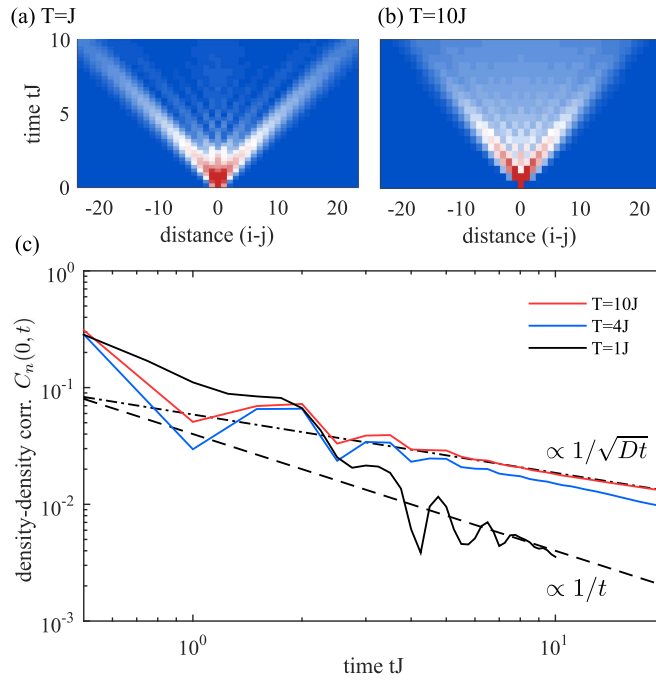 (a) T=J
(b) T=10J
10
5
0
time tJ
-20 -10 0 10 20
distance (i-j)
-20 -10 0 10 20
distance (i-j)
(c)
10^0
10^-1
10^-2
10^-3
density-density corr. C_n(0, t)
T=10J
T=4J
T=1J
∝ 1/√Dt
∝ 1/t
10^0 10^1
time tJ